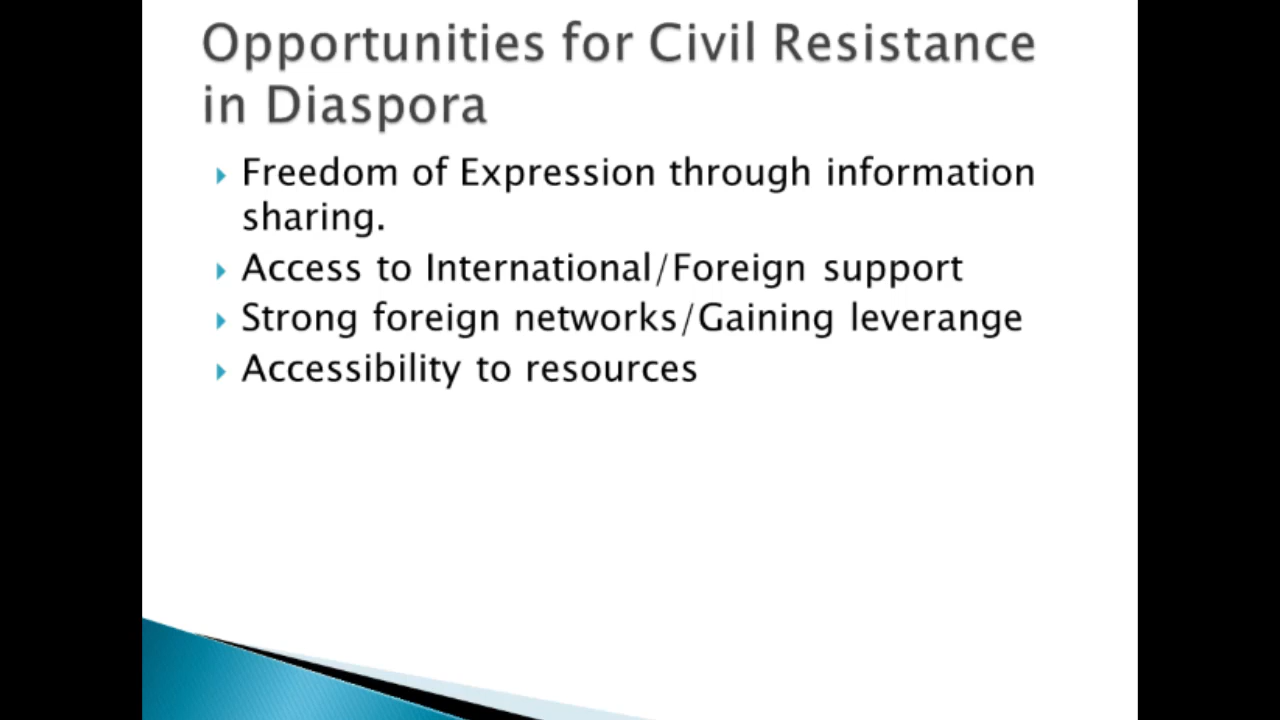 Opportunities for Civil Resistance
in Diaspora
Freedom of Expression through information
sharing.
Access to International/Foreign support
Strong foreign networks/Gaining leverange
Accessibility to resources